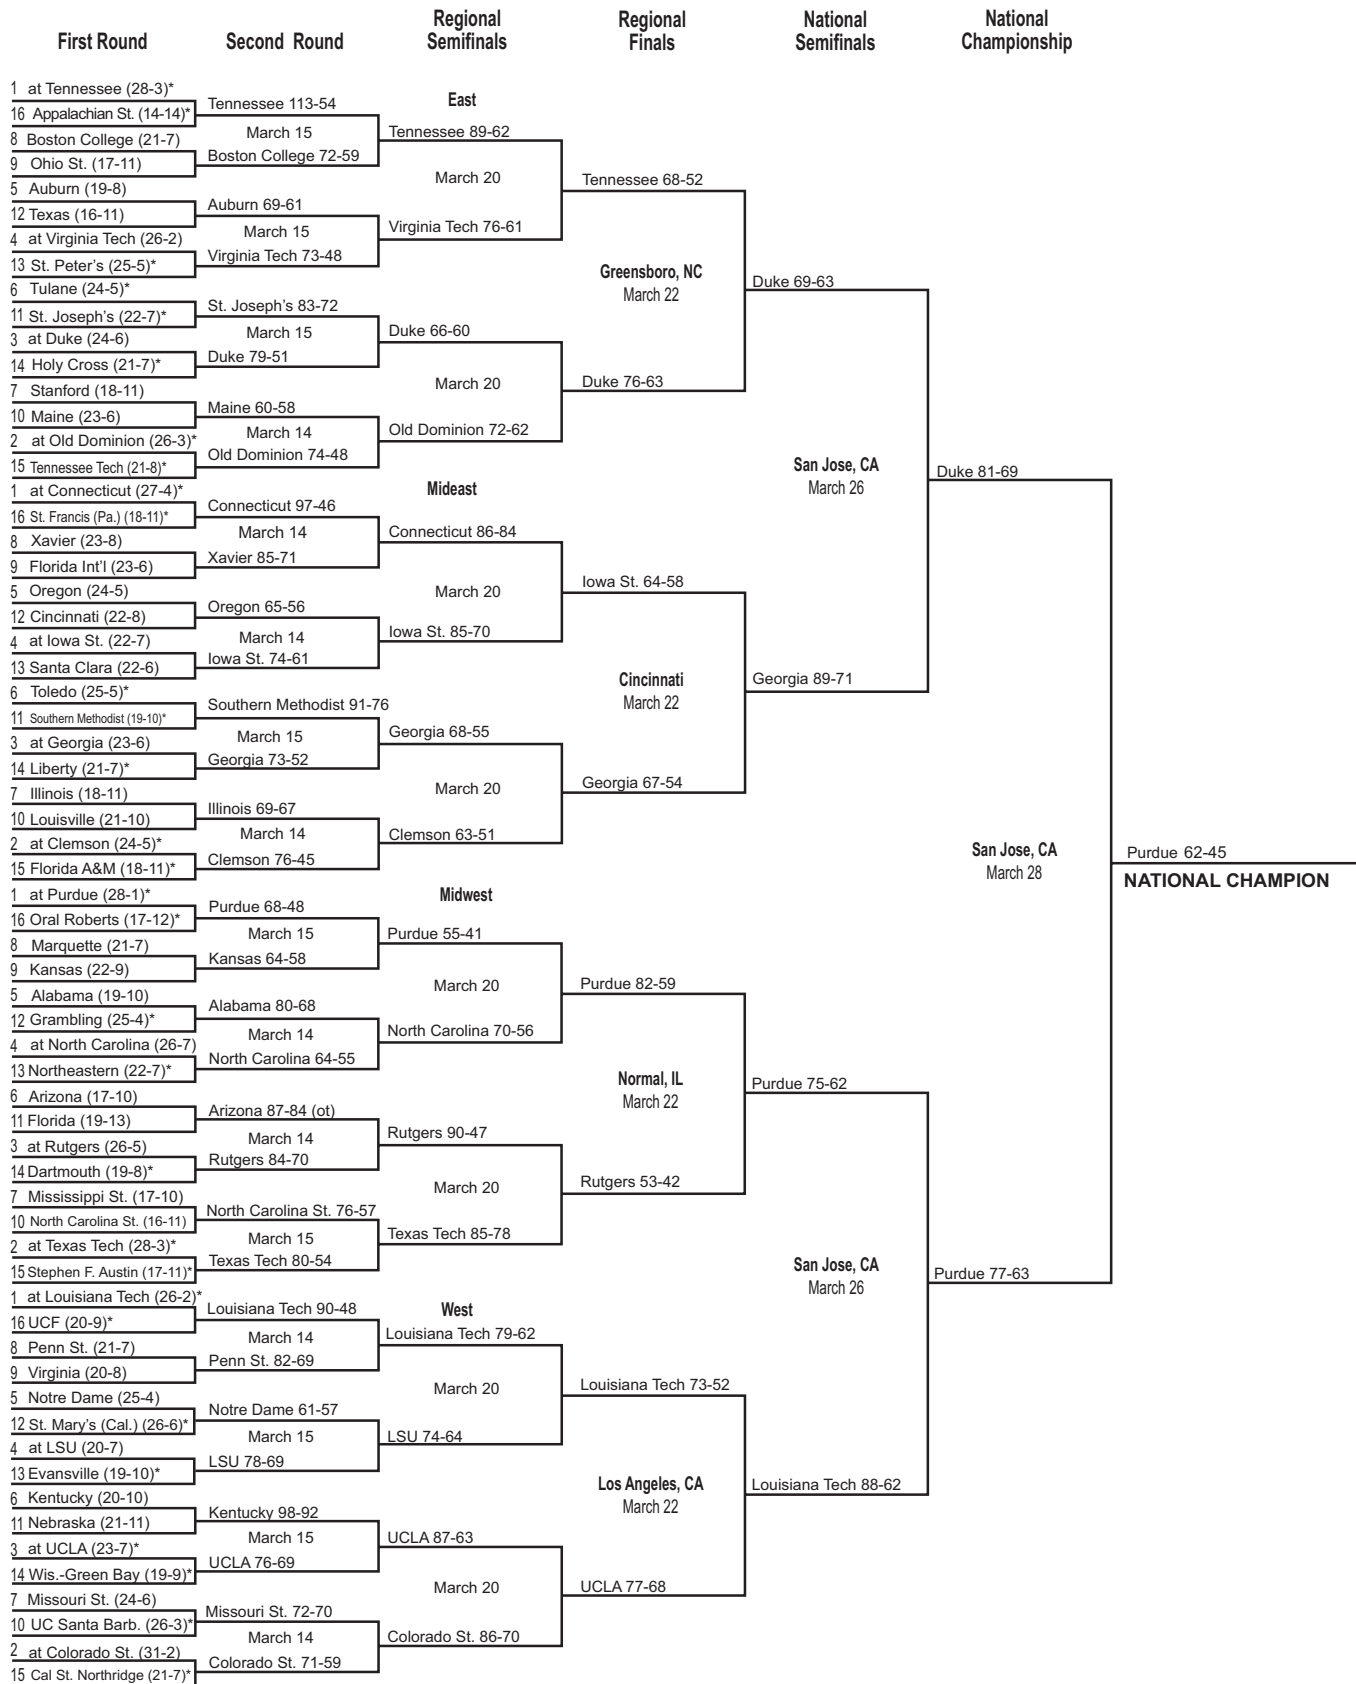 First Round
Second Round
Regional
Semifinals
Regional
Finals
National
Semifinals
National
Championship
1 at Tennessee (28-3)*
16 Appalachian St. (14-14)*
8 Boston College (21-7)
9 Ohio St. (17-11)
5 Auburn (19-8)
12 Texas (16-11)
4 at Virginia Tech (26-2)
13 St. Peter's (25-5)*
6 Tulane (24-5)*
11 St. Joseph's (22-7)*
3 at Duke (24-6)
14 Holy Cross (21-7)*
7 Stanford (18-11)
10 Maine (23-6)
2 at Old Dominion (26-3)*
15 Tennessee Tech (21-8)*
1 at Connecticut (27-4)*
16 St. Francis (Pa.) (18-11)*
8 Xavier (23-8)
9 Florida Int'l (23-6)
5 Oregon (24-5)
12 Cincinnati (22-8)
4 at Iowa St. (22-7)
13 Santa Clara (22-6)
6 Toledo (25-5)*
11 Southern Methodist (19-10)*
3 at Georgia (23-6)
14 Liberty (21-7)*
7 Illinois (18-11)
10 Louisville (21-10)
2 at Clemson (24-5)*
15 Florida A&M (18-11)*
1 at Purdue (28-1)*
16 Oral Roberts (17-12)*
8 Marquette (21-7)
9 Kansas (22-9)
5 Alabama (19-10)
12 Grambling (25-4)*
4 at North Carolina (26-7)
13 Northeastern (22-7)*
6 Arizona (17-10)
11 Florida (19-13)
3 at Rutgers (26-5)
14 Dartmouth (19-8)*
7 Mississippi St. (17-10)
10 North Carolina St. (16-11)
2 at Texas Tech (28-3)*
15 Stephen F. Austin (17-11)*
1 at Louisiana Tech (26-2)*
16 UCF (20-9)*
8 Penn St. (21-7)
9 Virginia (20-8)
5 Notre Dame (25-4)
12 St. Mary's (Cal.) (26-6)*
4 at LSU (20-7)
13 Evansville (19-10)*
6 Kentucky (20-10)
11 Nebraska (21-11)
3 at UCLA (23-7)*
14 Wis.-Green Bay (19-9)*
7 Missouri St. (24-6)
10 UC Santa Barb. (26-3)*
2 at Colorado St. (31-2)
15 Cal St. Northridge (21-7)*
Tennessee 113-54
March 15
Boston College 72-59
Auburn 69-61
March 15
Virginia Tech 73-48
St. Joseph's 83-72
March 15
Duke 79-51
Maine 60-58
March 14
Old Dominion 74-48
Connecticut 97-46
March 14
Xavier 85-71
Oregon 65-56
March 14
Iowa St. 74-61
Southern Methodist 91-76
March 15
Georgia 73-52
Illinois 69-67
March 14
Clemson 76-45
Purdue 68-48
March 15
Kansas 64-58
Alabama 80-68
March 14
North Carolina 64-55
Arizona 87-84 (ot)
March 14
Rutgers 84-70
North Carolina St. 76-57
March 15
Texas Tech 80-54
Louisiana Tech 90-48
March 14
Penn St. 82-69
Notre Dame 61-57
March 15
LSU 78-69
Kentucky 98-92
March 15
UCLA 76-69
Missouri St. 72-70
March 14
Colorado St. 71-59
East
Tennessee 89-62
March 20
Virginia Tech 76-61
Duke 66-60
March 20
Old Dominion 72-62
Mideast
Connecticut 86-84
March 20
Iowa St. 85-70
Georgia 68-55
March 20
Clemson 63-51
Midwest
Purdue 55-41
March 20
North Carolina 70-56
Rutgers 90-47
March 20
Texas Tech 85-78
West
Louisiana Tech 79-62
March 20
LSU 74-64
UCLA 87-63
March 20
Colorado St. 86-70
Tennessee 68-52
Greensboro, NC
March 22
Duke 76-63
Iowa St. 64-58
Cincinnati
March 22
Georgia 67-54
Purdue 82-59
Normal, IL
March 22
Rutgers 53-42
Louisiana Tech 73-52
Los Angeles, CA
March 22
UCLA 77-68
Duke 69-63
San Jose, CA
March 26
Georgia 89-71
Purdue 75-62
San Jose, CA
March 26
Louisiana Tech 88-62
Duke 81-69
San Jose, CA
March 28
Purdue 77-63
Purdue 62-45
NATIONAL CHAMPION